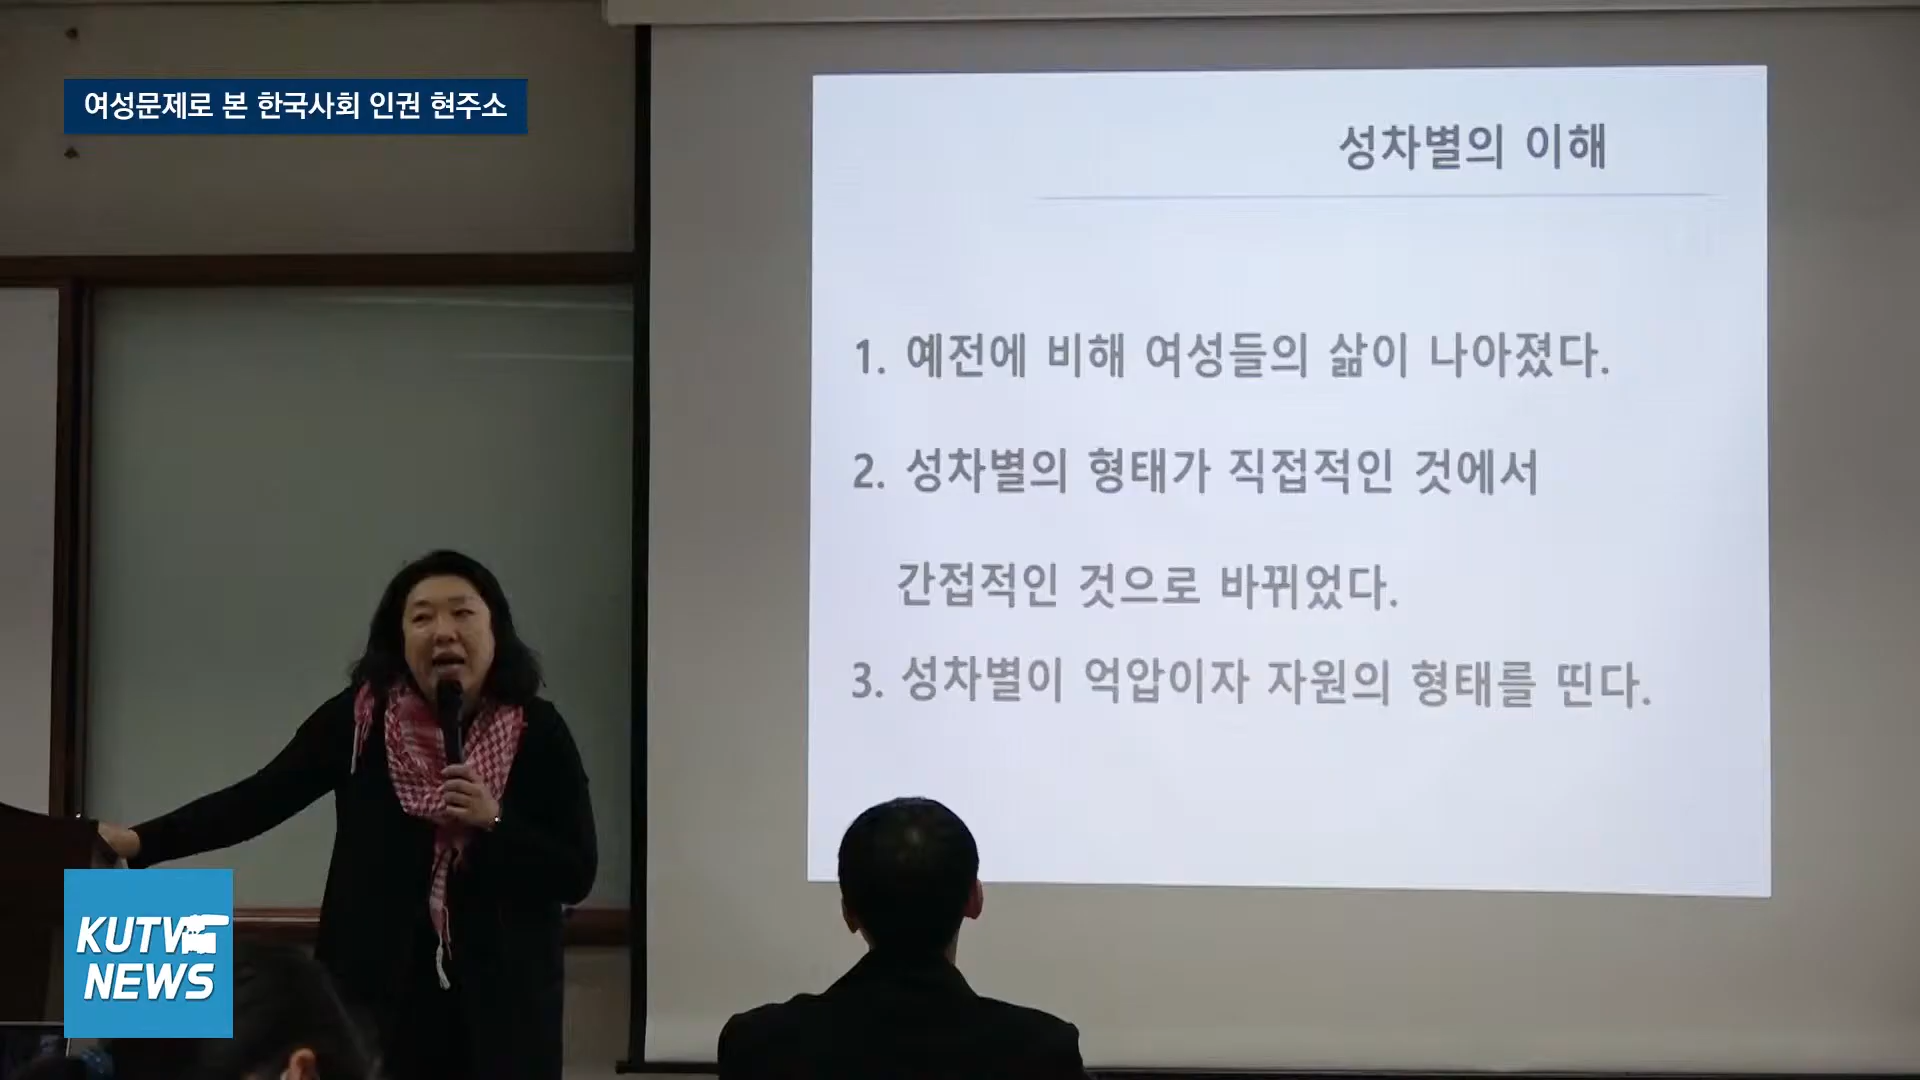 여성문제로 본 한국사회 인권 현주소
성차별의 이해
1. 예전에 비해 여성들의 삶이 나아졌다.
2. 성차별의 형태가 직접적인 것에서
간접적인 것으로 바뀌었다.
3. 성차별이 억압이자 자원의 형태를 띤다.
KUTV
NEWS